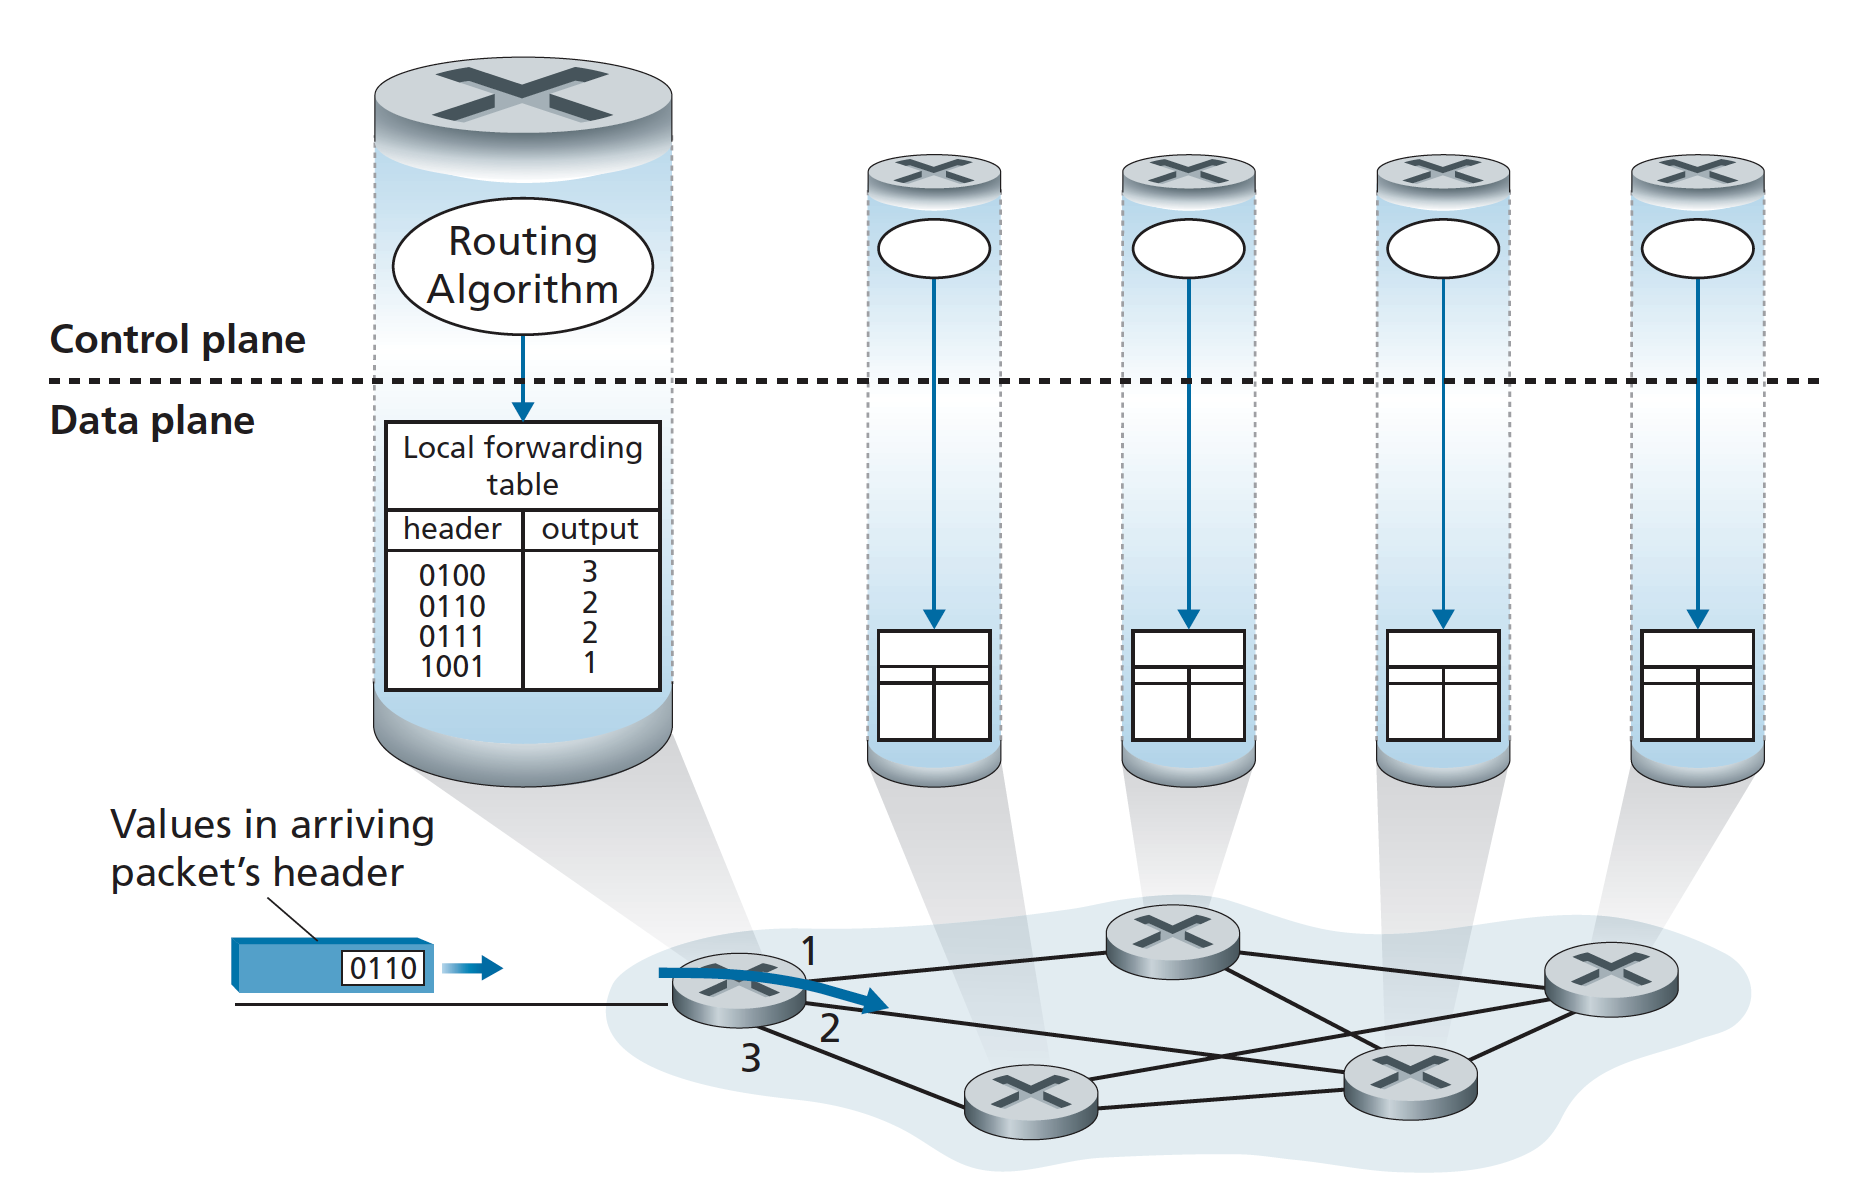 Routing
Algorithm
Control plane
Data plane
Local forwarding
table
header output
0100 3
0110 2
0111 2
1001 1
Values in arriving
packet’s header
0110
1
2
3